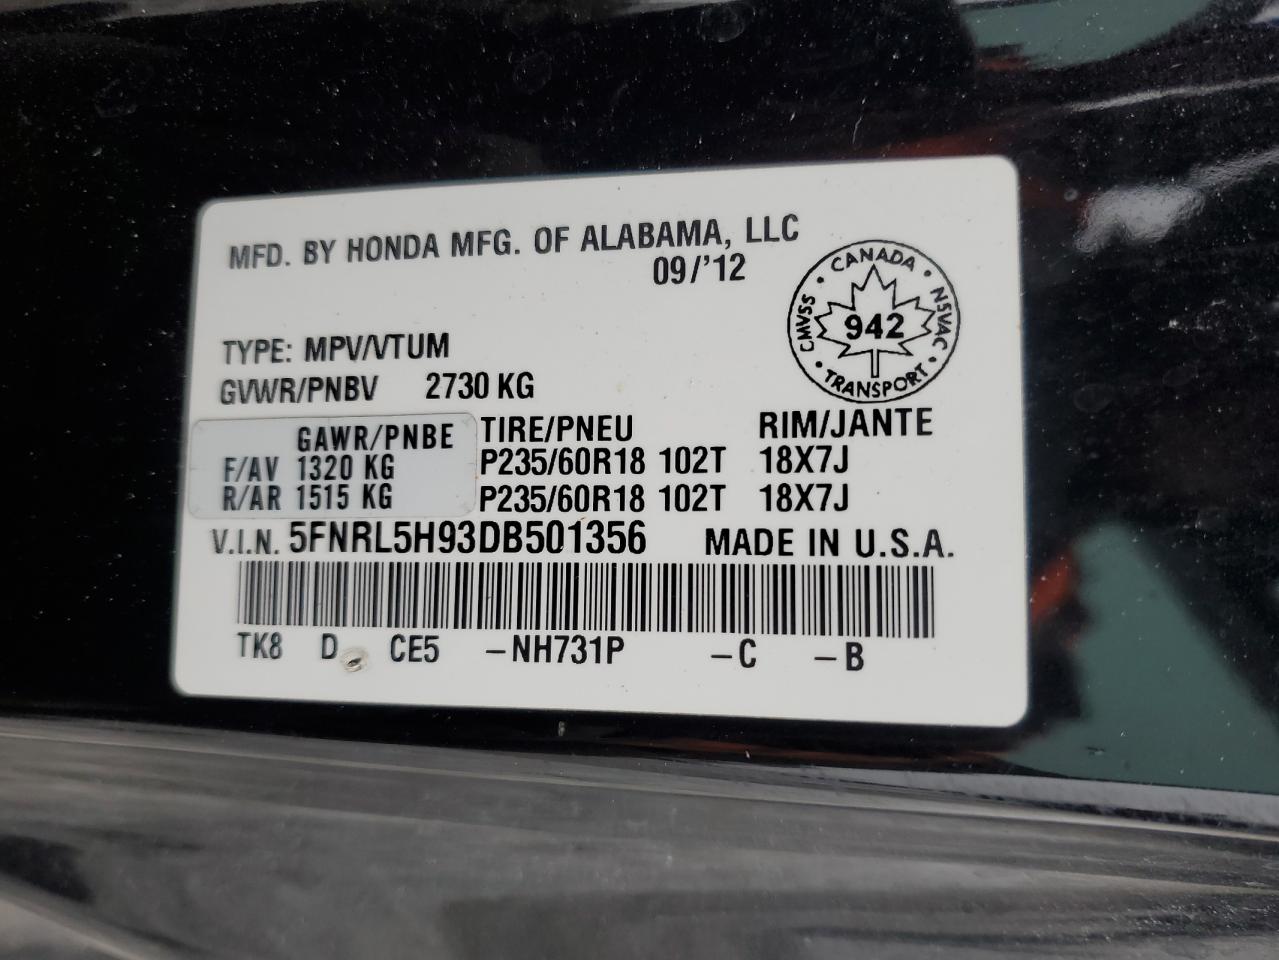 MFD. BY HONDA MFG. OF ALABAMA, LLC
09/'12
CANADA
CMVSS 942 NSVAC
TRANSPORT
TYPE: MPV/VTUM
GVWR/PNBV 2730 KG
GAWR/PNBE TIRE/PNEU RIM/JANTE
F/AV 1320 KG P235/60R18 102T 18X7J
R/AR 1515 KG P235/60R18 102T 18X7J
V.I.N. 5FNRL5H93DB501356 MADE IN U.S.A.
TK8 D CE5 -NH731P -C -B